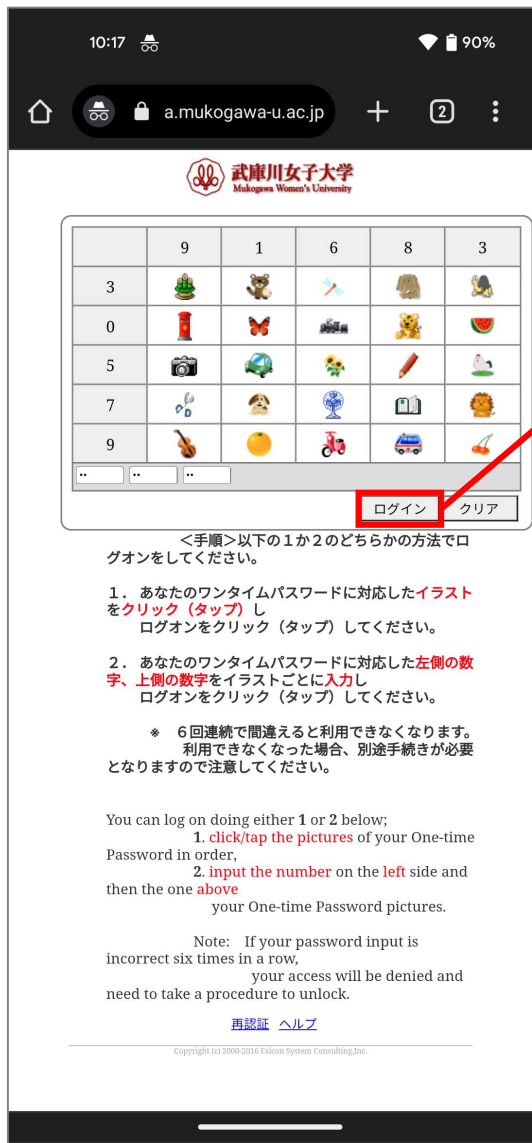 10:17 90%
a.mukogawa-u.ac.jp 2
武庫川女子大学
Mukogawa Women's University
9 1 6 8 3
3
0
5
7
9
ログイン クリア
<手順>以下の１か２のどちらかの方法でロ
グオンをしてください。
１． あなたのワンタイムパスワードに対応したイラスト
をクリック（タップ）し
ログオンをクリック（タップ）してください。
２． あなたのワンタイムパスワードに対応した左側の数
字、上側の数字をイラストごとに入力し
ログオンをクリック（タップ）してください。
※ ６回連続で間違えると利用できなくなります。
利用できなくなった場合、別途手続きが必要
となりますので注意してください。
You can log on doing either 1 or 2 below;
1. click/tap the pictures of your One-time
Password in order,
2. input the number on the left side and
then the one above
your One-time Password pictures.
Note: If your password input is
incorrect six times in a row,
your access will be denied and
need to take a procedure to unlock.
再認証 ヘルプ
Copyright (c) 2000-2016 Falcon System Consulting,Inc.